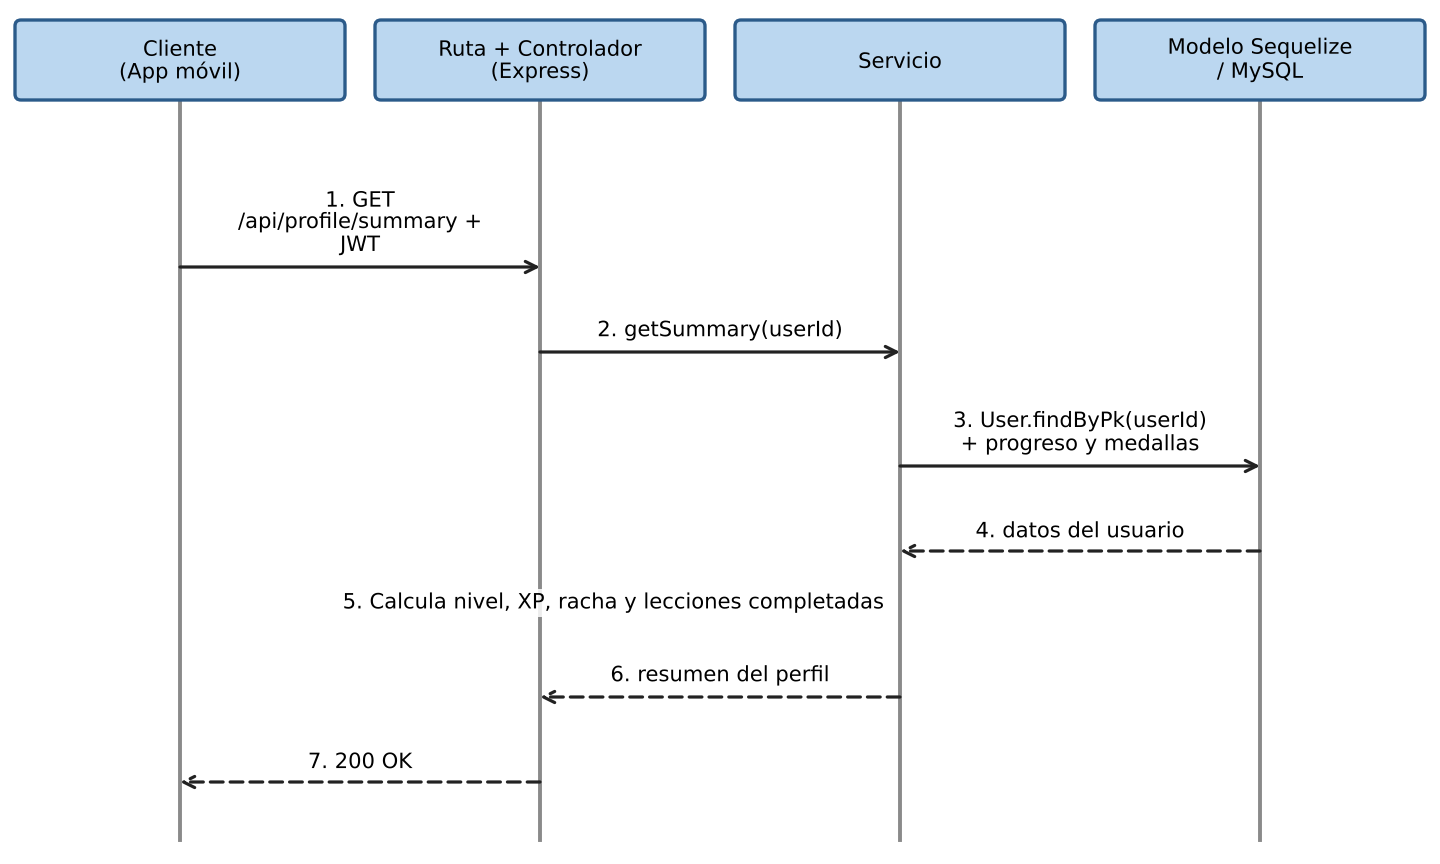 Cliente
(App móvil)
Ruta + Controlador
(Express)
Servicio
Modelo Sequelize
/ MySQL
1. GET
/api/profile/summary +
JWT
2. getSummary(userId)
3. User.findByPk(userId)
+ progreso y medallas
4. datos del usuario
5. Calcula nivel, XP, racha y lecciones completadas
6. resumen del perfil
7. 200 OK